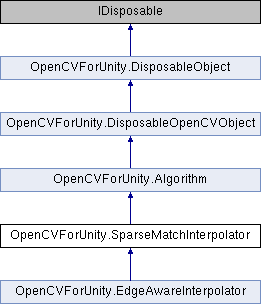 IDisposable
OpenCVForUnity.DisposableObject
OpenCVForUnity.DisposableOpenCVObject
OpenCVForUnity.Algorithm
OpenCVForUnity.SparseMatchInterpolator
OpenCVForUnity.EdgeAwareInterpolator